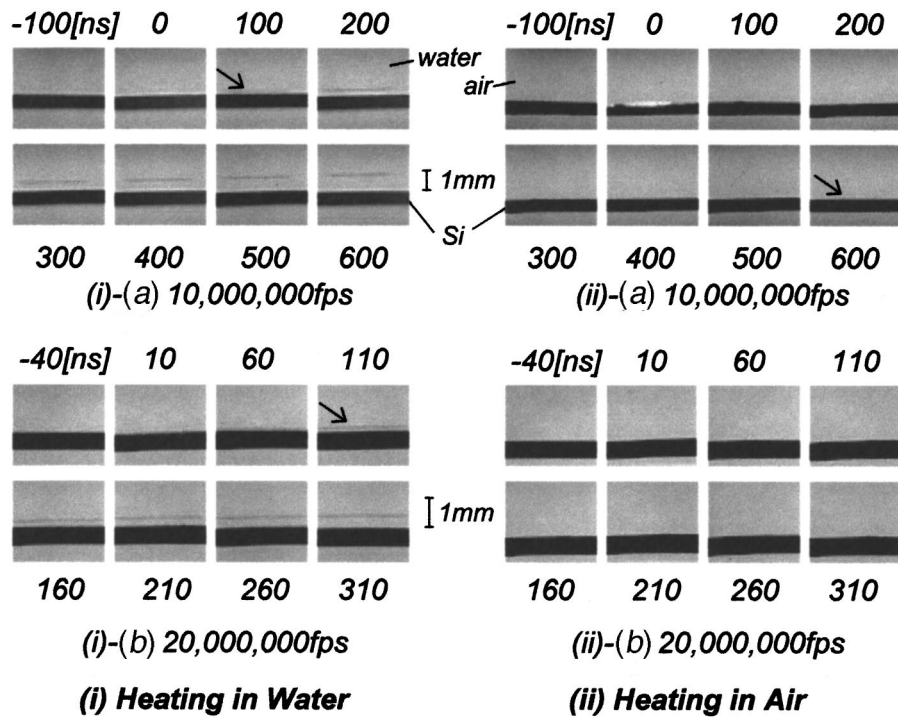 -100[ns] 0 100 200
water
1mm
Si
300 400 500 600
(i)-(a) 10,000,000fps
-100[ns] 0 100 200
air
300 400 500 600
(ii)-(a) 10,000,000fps
-40[ns] 10 60 110
1mm
160 210 260 310
(i)-(b) 20,000,000fps
(i) Heating in Water
-40[ns] 10 60 110
160 210 260 310
(ii)-(b) 20,000,000fps
(ii) Heating in Air